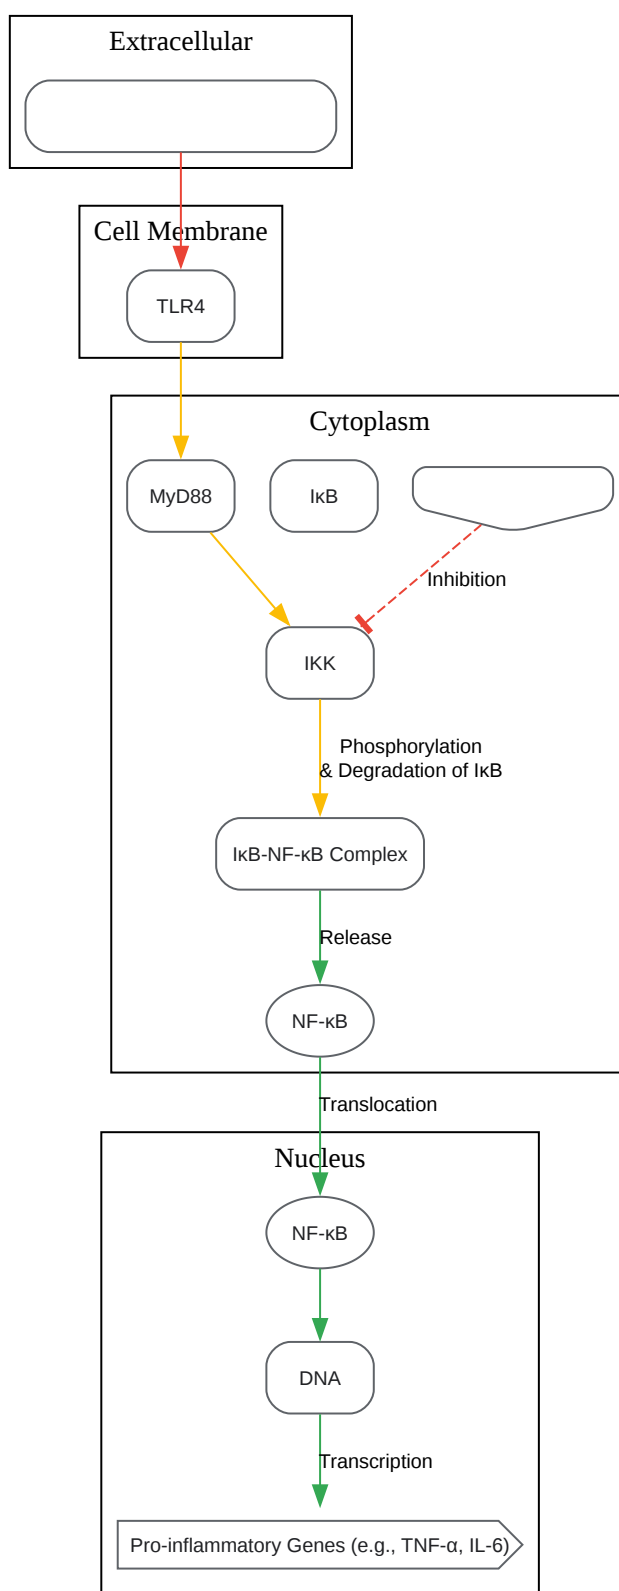 Extracellular
Cell Membrane
TLR4
Cytoplasm
MyD88
IκB
Inhibition
IKK
Phosphorylation
& Degradation of IκB
IκB-NF-κB Complex
Release
NF-κB
Translocation
Nucleus
NF-κB
DNA
Transcription
Pro-inflammatory Genes (e.g., TNF-α, IL-6)